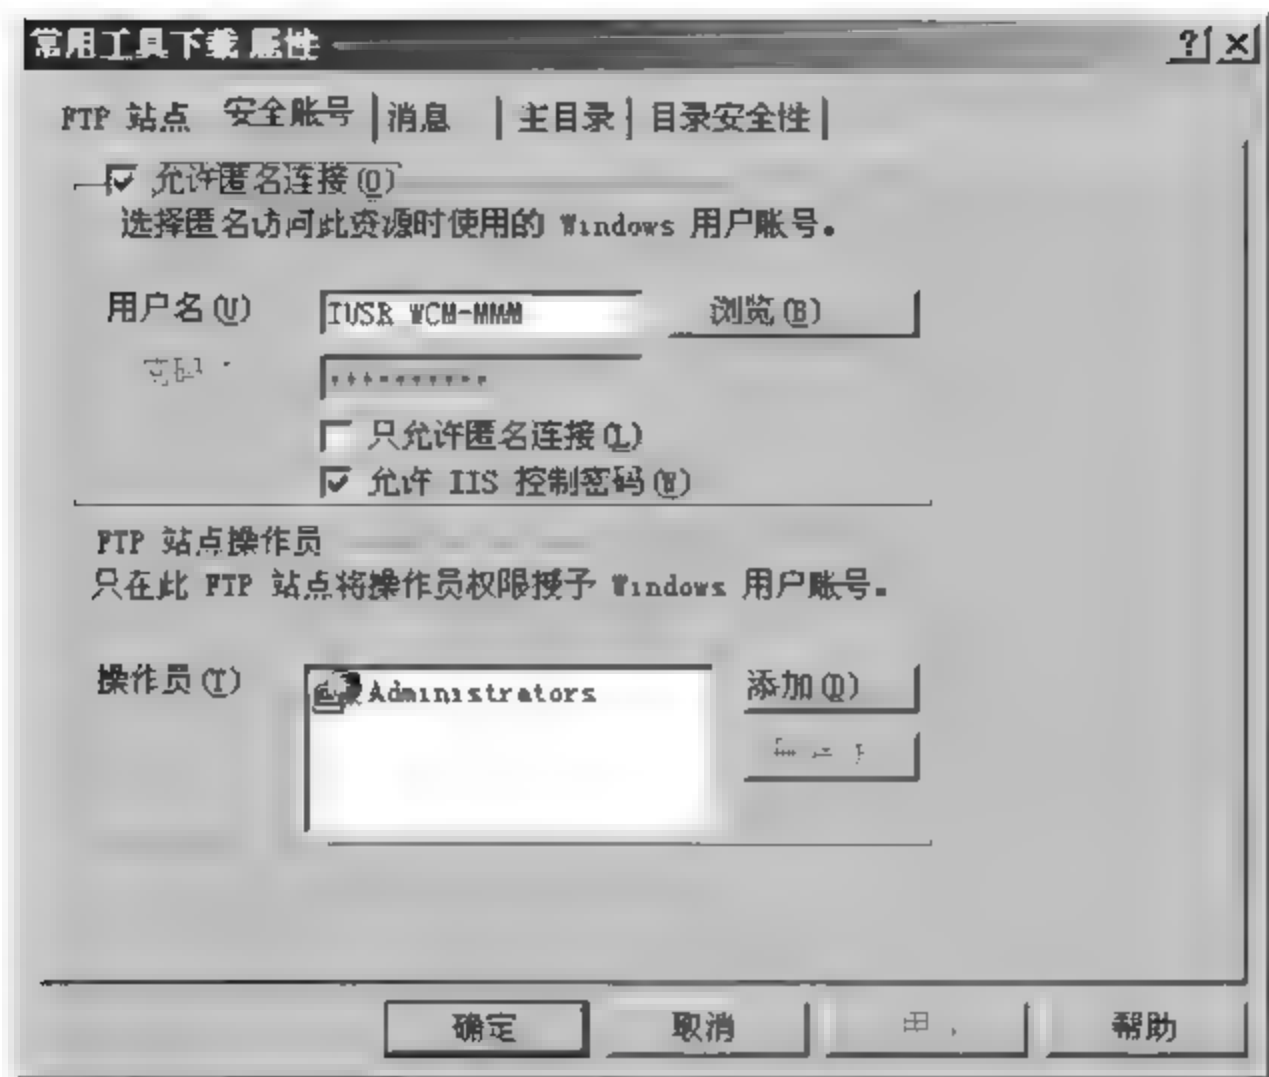 常用工具下载 属性
FTP 站点 安全账号 消息 主目录 目录安全性
允许匿名连接(O)
选择匿名访问此资源时使用的 Windows 用户账号。
用户名(U) IUSR WCM-MMM 浏览(B)
只允许匿名连接(L)
允许 IIS 控制密码(W)
FTP 站点操作员
只在此 FTP 站点将操作员权限授予 Windows 用户账号。
操作员(T) Administrators 添加(D)
确定 取消 帮助